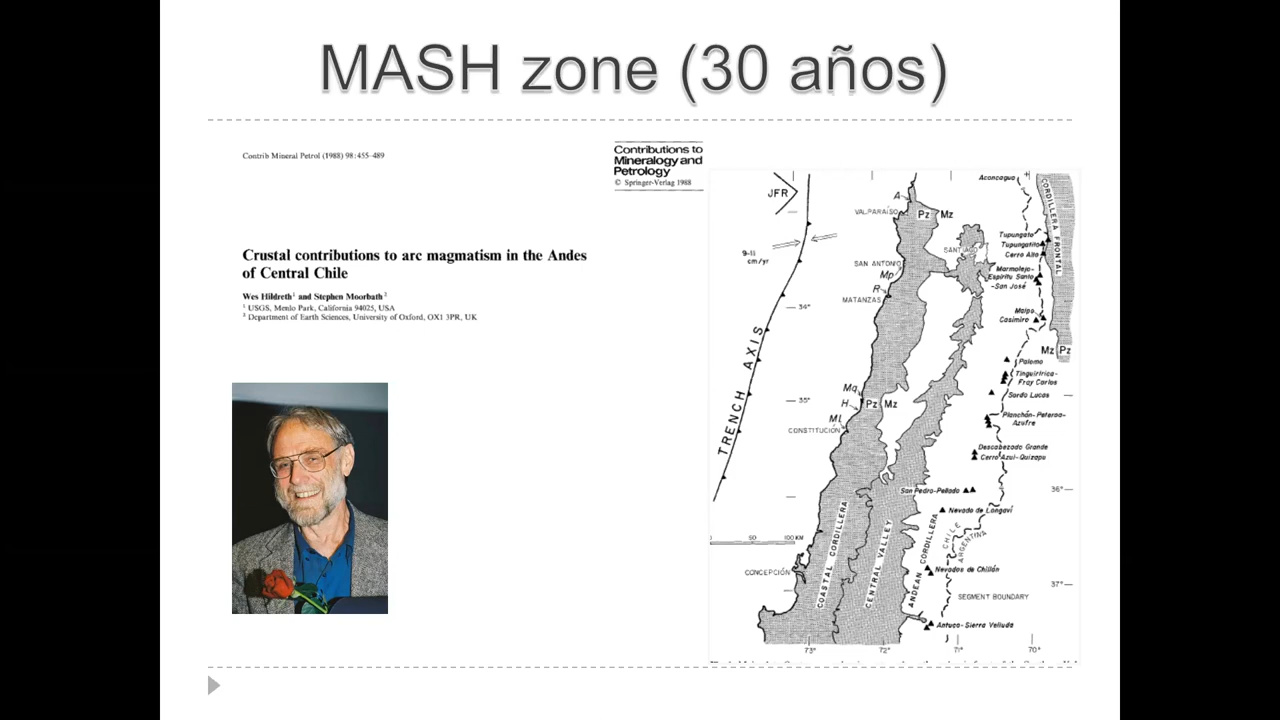 MASH zone (30 años)
Contrib Mineral Petrol (1988) 98:455-489
Contributions to
Mineralogy and
Petrology
© Springer-Verlag 1988
Crustal contributions to arc magmatism in the Andes
of Central Chile
Wes Hildreth¹ and Stephen Moorbath²
¹ USGS, Menlo Park, California 94025, USA
² Department of Earth Sciences, University of Oxford, OX1 3PR, UK
JFR
9-11
cm/yr
TRENCH AXIS
A
VALPARAÍSO
Pz Mz
SAN ANTONIO
Mp
R
MATANZAS
34°
Mq
H
Pz Mz
35°
Ml
CONSTITUCIÓN
0 50 100 KM
CONCEPCIÓN
COASTAL CORDILLERA
CENTRAL VALLEY
ANDEAN CORDILLERA
CHILE
ARGENTINA
CORDILLERA FRONTAL
Aconcagua
Tupungato
Tupungatito
Cerro Alto
Marmolejo-
Espíritu Santo
-San José
Maipo
Casimiro
Mz Pz
Palomo
Tinguiririca-
Fray Carlos
Sordo Lucas
Planchón-Peteroa-
Azufre
Descabezado Grande
Cerro Azul-Quizapu
San Pedro-Pellado
36°
Nevado de Longaví
Nevados de Chillán
37°
SEGMENT BOUNDARY
Antuco-Sierra Velluda
73° 72° 71° 70°